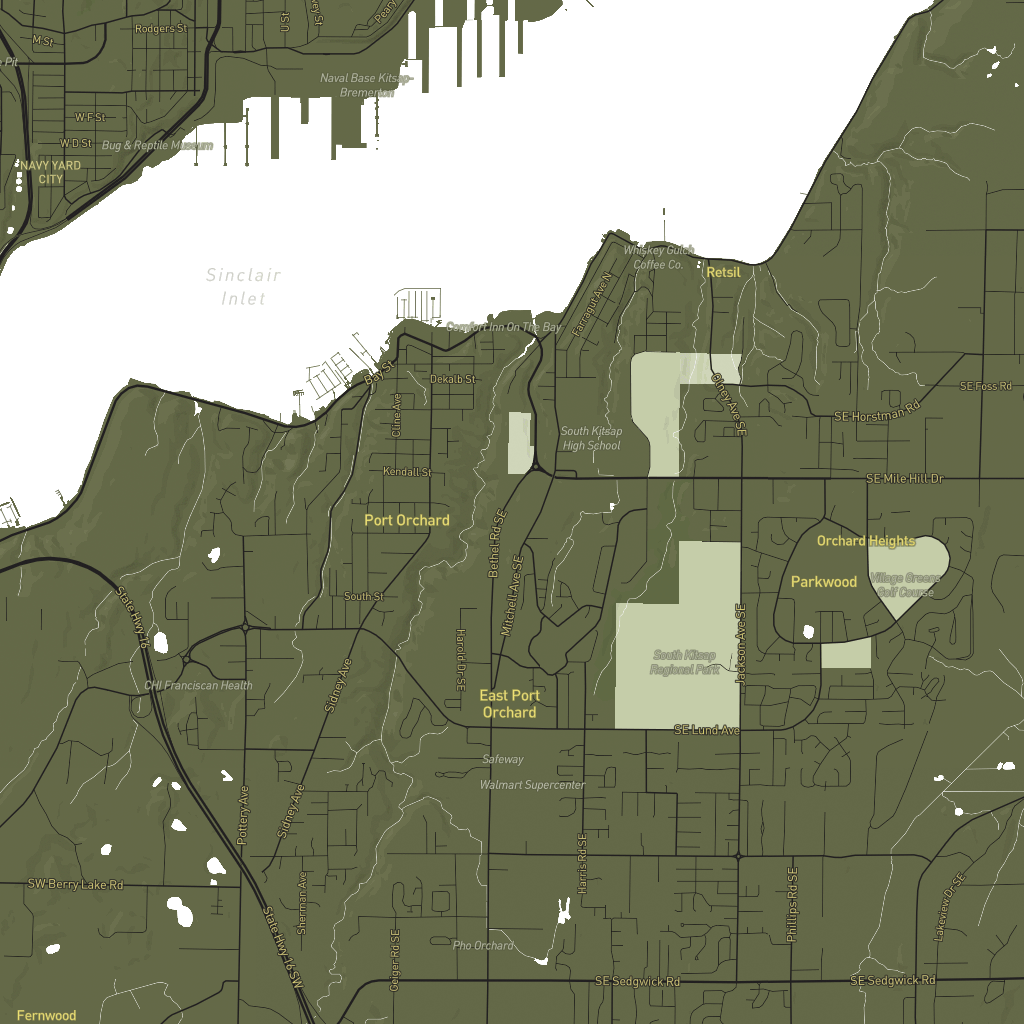 Rodgers St
U St
M St
Pit
Naval Base Kitsap-
Bremerton
W F St
W D St
Bug & Reptile Museum
NAVY YARD
CITY
Sinclair
Inlet
Whiskey Gulch
Coffee Co.
Retsil
Farragut Ave N
Comfort Inn On The Bay
Bay St
Dekalb St
Cline Ave
Olney Ave SE
SE Foss Rd
SE Horstman Rd
South Kitsap
High School
Kendall St
SE Mile Hill Dr
Port Orchard
Bethel Rd SE
Mitchell Ave SE
Orchard Heights
Parkwood
Village Greens
Golf Course
State Hwy 16
South St
Harold Dr SE
Jackson Ave SE
South Kitsap
Regional Park
CHI Franciscan Health
Sidney Ave
East Port
Orchard
SE Lund Ave
Safeway
Walmart Supercenter
Pottery Ave
Sidney Ave
Harris Rd SE
SW Berry Lake Rd
Sherman Ave
Phillips Rd SE
Lakeview Dr SE
State Hwy 16 SW
Geiger Rd SE
Pho Orchard
SE Sedgwick Rd
SE Sedgwick Rd
Fernwood